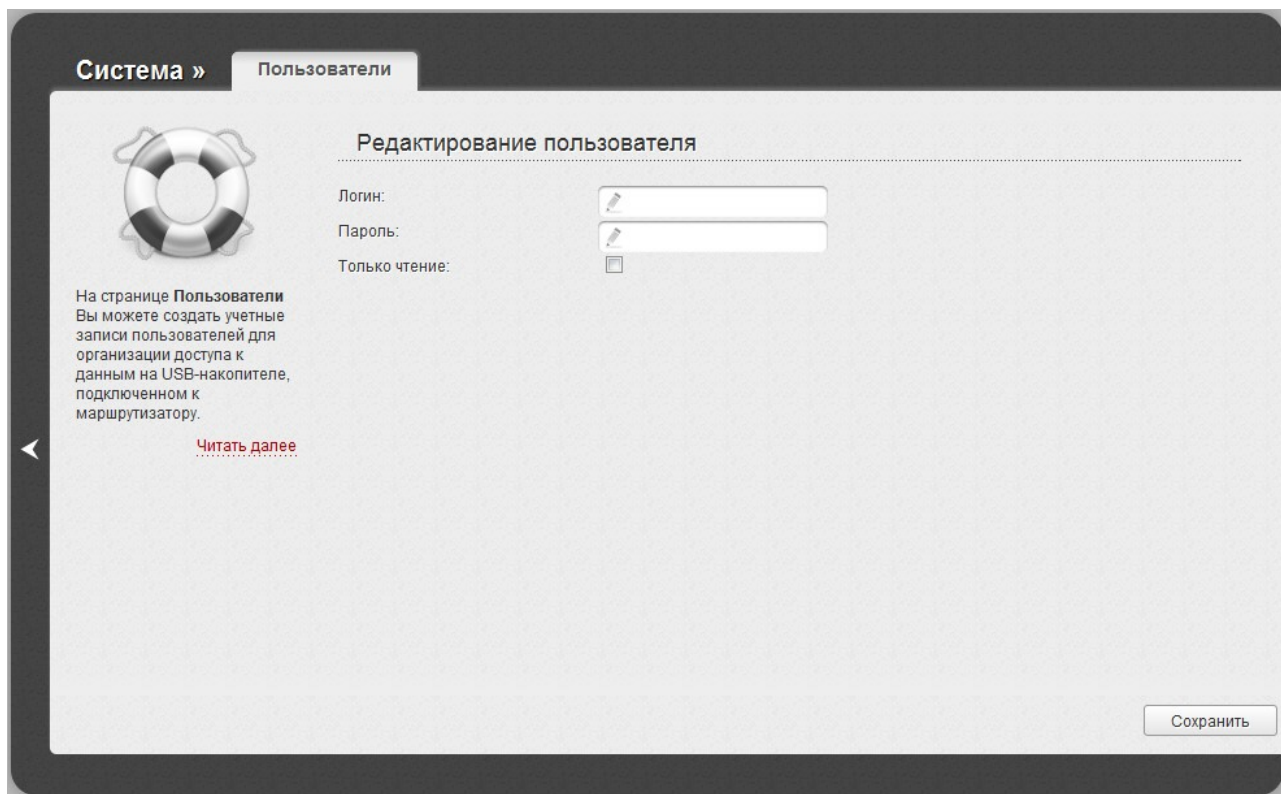 Система »
Пользователи
Редактирование пользователя
Логин:
Пароль:
Только чтение:
На странице Пользователи
Вы можете создать учетные
записи пользователей для
организации доступа к
данным на USB-накопителе,
подключенном к
маршрутизатору.
Читать далее
Сохранить